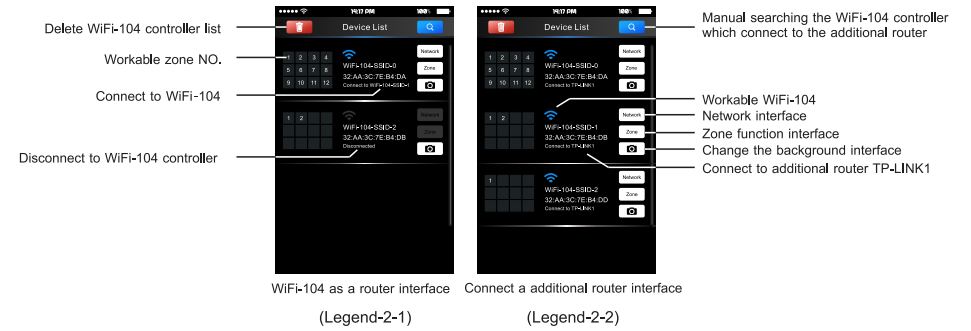 Delete WiFi-104 controller list
Workable zone NO.
Connect to WiFi-104
Disconnect to WiFi-104 controller
14:17 PM
100%
Device List
1 2 3 4
5 6 7 8
9 10 11 12
WiFi-104-SSID-0
32:AA:3C:7E:B4:DA
Connect to WiFi-104-SSID-1
Network
Zone
1 2
WiFi-104-SSID-2
32:AA:3C:7E:B4:DB
Disconnected
Network
Zone
WiFi-104 as a router interface
(Legend-2-1)
14:17 PM
100%
Device List
1 2 3 4
5 6 7 8
9 10 11 12
WiFi-104-SSID-0
32:AA:3C:7E:B4:DA
Connect to TP-LINK1
Network
Zone
1 2
WiFi-104-SSID-1
32:AA:3C:7E:B4:DB
Connect to TP-LINK1
Network
Zone
1
WiFi-104-SSID-2
32:AA:3C:7E:B4:DD
Connect to TP-LINK1
Network
Zone
Connect a additional router interface
(Legend-2-2)
Manual searching the WiFi-104 controller
which connect to the additional router
Workable WiFi-104
Network interface
Zone function interface
Change the background interface
Connect to additional router TP-LINK1